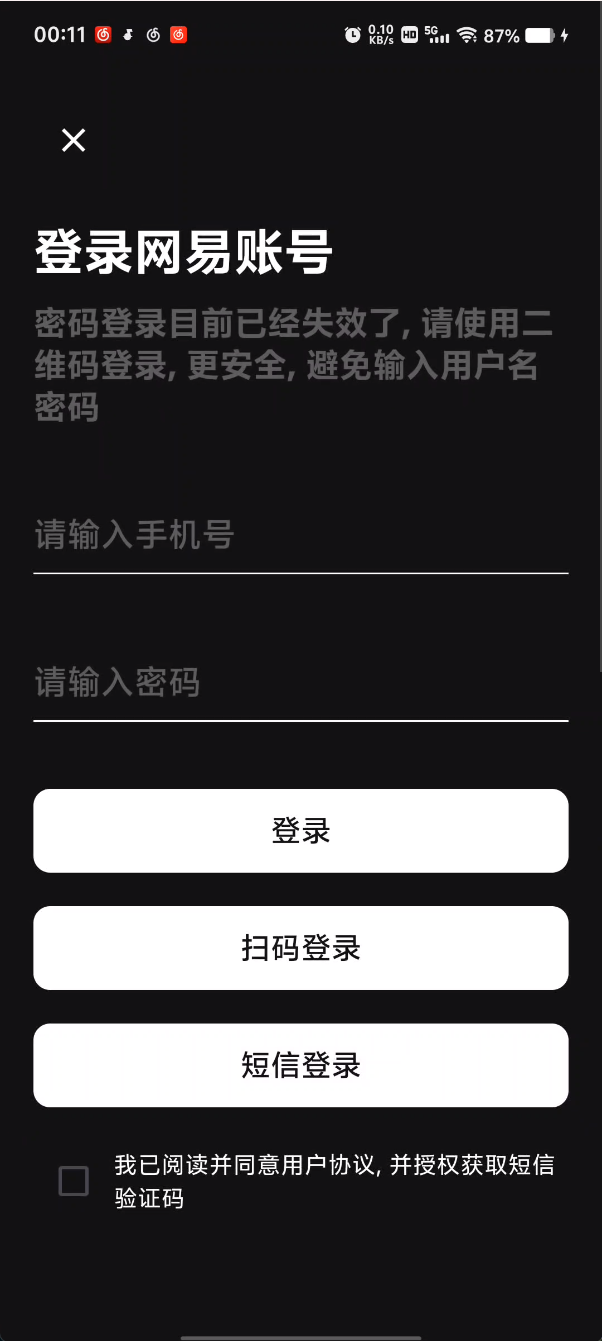 00:11 0.10 KB/s HD 5G 87%
登录网易账号
密码登录目前已经失效了, 请使用二
维码登录, 更安全, 避免输入用户名
密码
请输入手机号
请输入密码
登录
扫码登录
短信登录
我已阅读并同意用户协议, 并授权获取短信
验证码